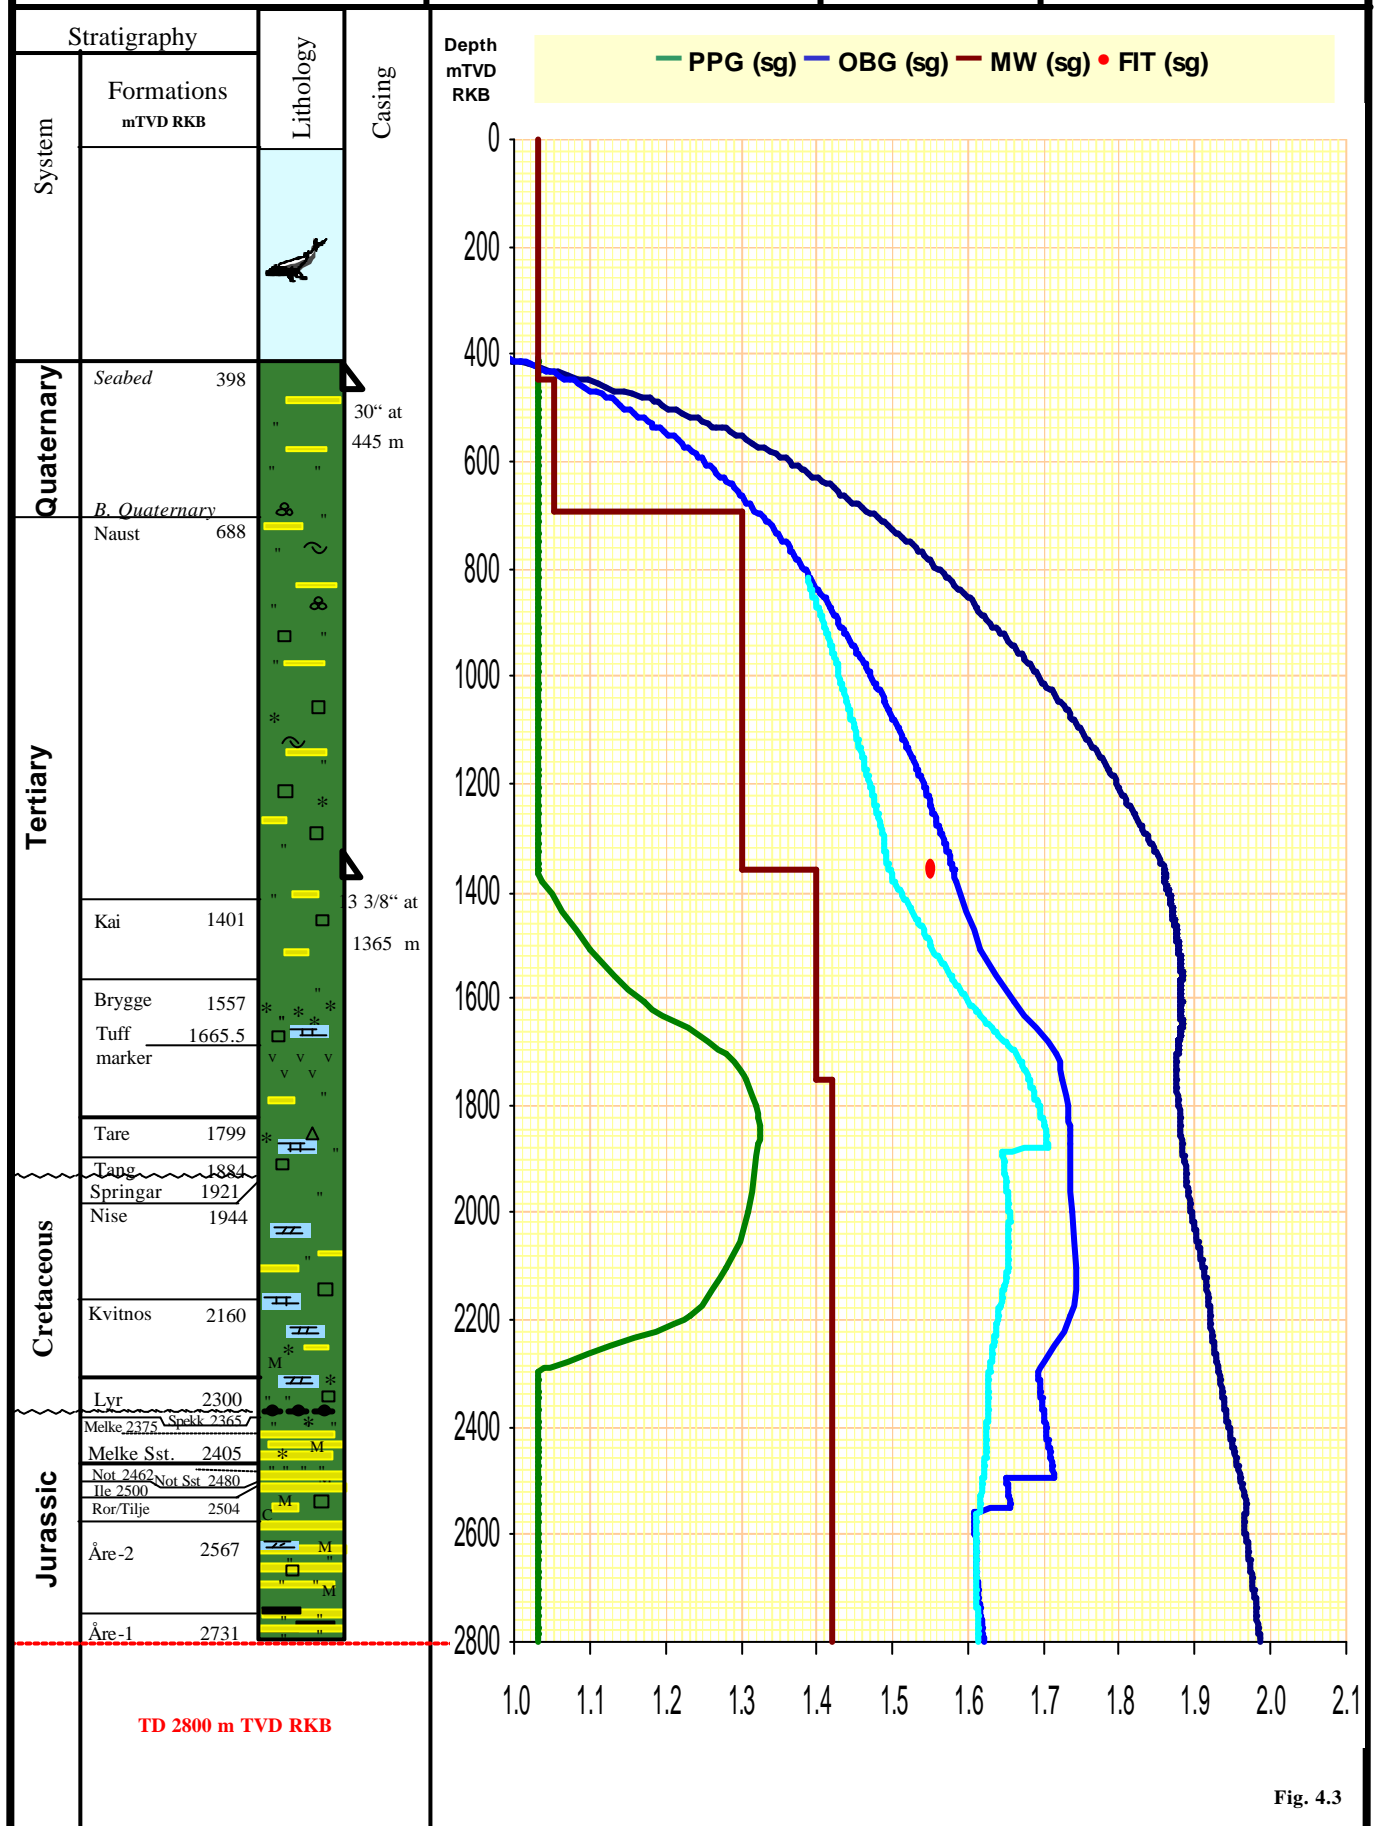 Stratigraphy
System
Formations
mTVD RKB
Lithology
Casing
Depth
mTVD
RKB
PPG (sg) OBG (sg) MW (sg) FIT (sg)
0
200
400
600
800
1000
1200
1400
1600
1800
2000
2200
2400
2600
2800
1.0 1.1 1.2 1.3 1.4 1.5 1.6 1.7 1.8 1.9 2.0 2.1
Quaternary
Tertiary
Cretaceous
Jurassic
Seabed 398
B. Quaternary
Naust 688
Kai 1401
Brygge 1557
Tuff 1665.5
marker
Tare 1799
Tang 1884
Springar 1921
Nise 1944
Kvitnos 2160
Lyr 2300
Spekk 2365
Melke 2375
Melke Sst. 2405
Not 2462
Not Sst 2480
Ile 2500
Ror/Tilje 2504
Åre-2 2567
Åre-1 2731
30“ at
445 m
13 3/8“ at
1365 m
TD 2800 m TVD RKB
Fig. 4.3